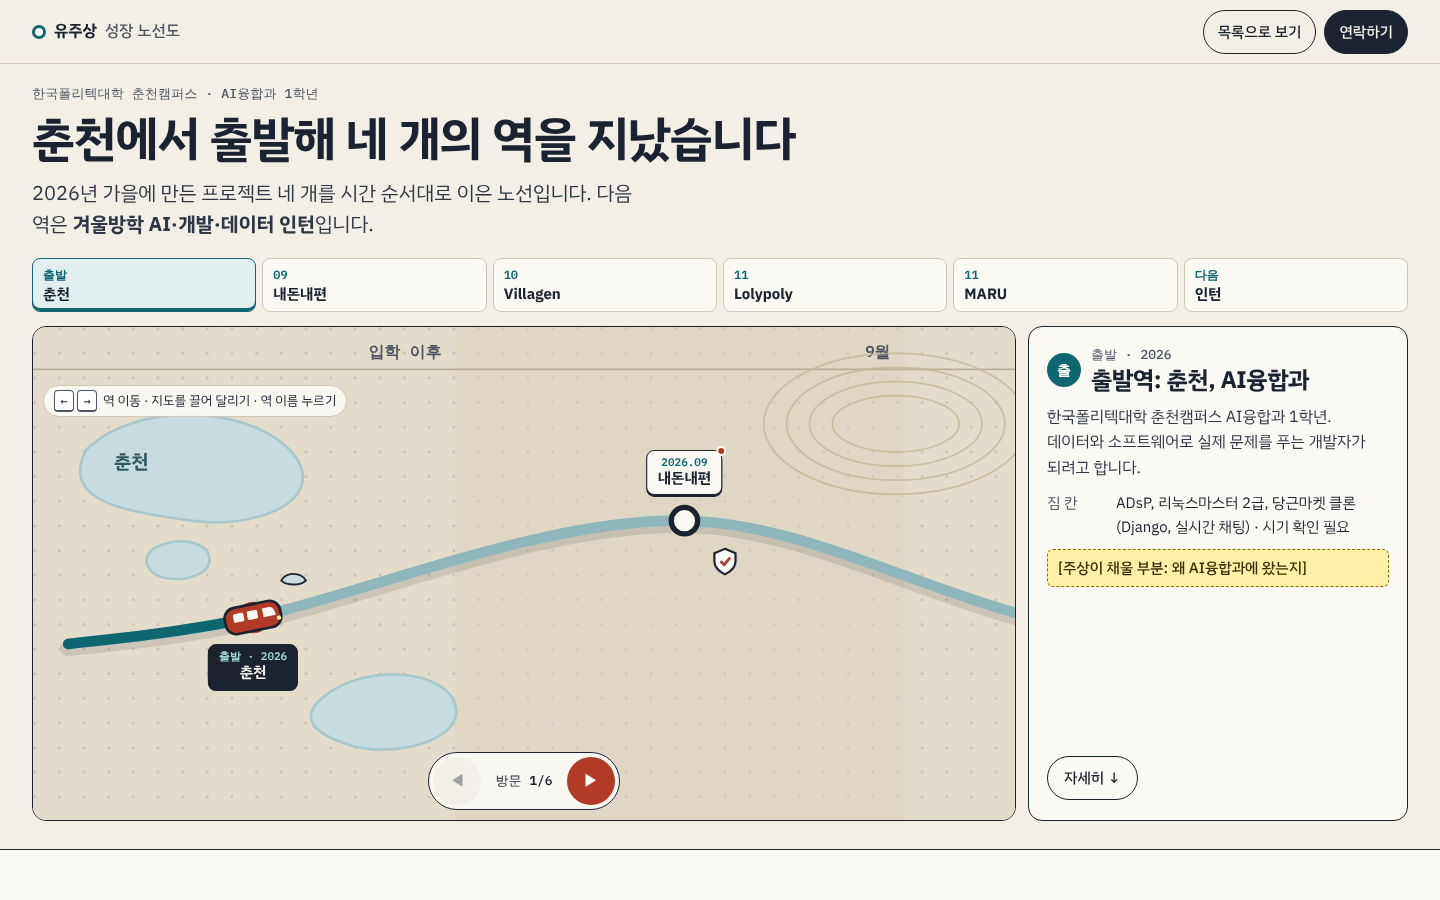 유주상 성장 노선도
목록으로 보기
연락하기
한국폴리텍대학 춘천캠퍼스 · AI융합과 1학년
춘천에서 출발해 네 개의 역을 지났습니다
2026년 가을에 만든 프로젝트 네 개를 시간 순서대로 이은 노선입니다. 다음
역은 겨울방학 AI·개발·데이터 인턴입니다.
출발
춘천
09
내돈내편
10
Villagen
11
Lolypoly
11
MARU
다음
인턴
입학 이후
9월
← → 역 이동 · 지도를 끌어 달리기 · 역 이름 누르기
춘천
2026.09
내돈내편
출발 · 2026
춘천
방문 1/6
출
출발 · 2026
출발역: 춘천, AI융합과
한국폴리텍대학 춘천캠퍼스 AI융합과 1학년.
데이터와 소프트웨어로 실제 문제를 푸는 개발자가
되려고 합니다.
짐 칸
ADsP, 리눅스마스터 2급, 당근마켓 클론
(Django, 실시간 채팅) · 시기 확인 필요
[주상이 채울 부분: 왜 AI융합과에 왔는지]
자세히 ↓